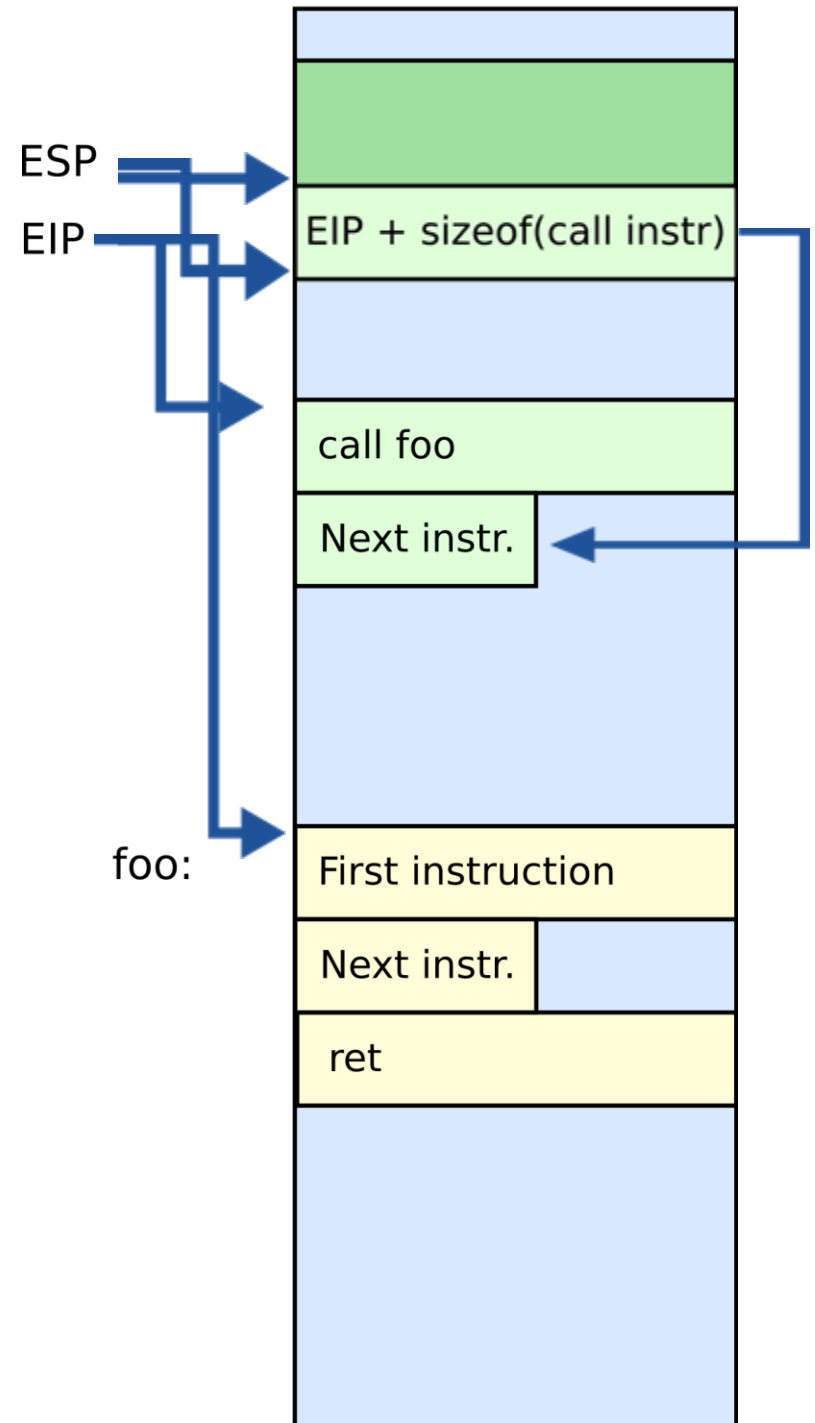 ESP
EIP
EIP + sizeof(call instr)
call foo
Next instr.
foo:
First instruction
Next instr.
ret